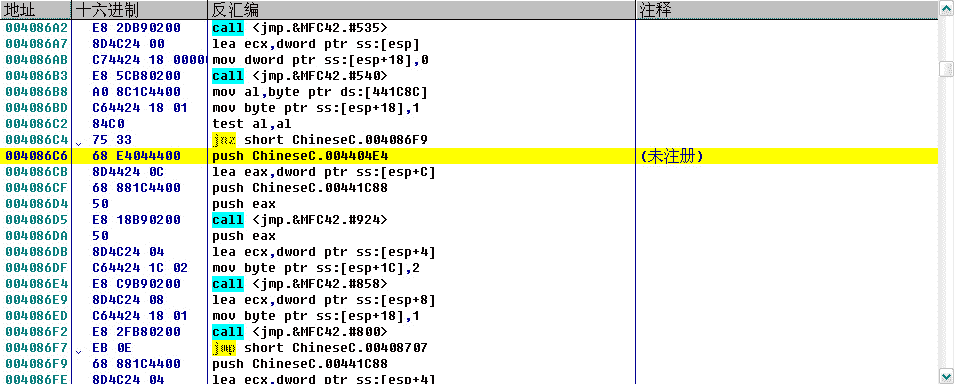 地址 十六进制 反汇编 注释
004086A2 E8 2DB90200 call <jmp.&MFC42.#535>
004086A7 8D4C24 00 lea ecx,dword ptr ss:[esp]
004086AB C74424 18 00000 mov dword ptr ss:[esp+18],0
004086B3 E8 5CB80200 call <jmp.&MFC42.#540>
004086B8 A0 8C1C4400 mov al,byte ptr ds:[441C8C]
004086BD C64424 18 01 mov byte ptr ss:[esp+18],1
004086C2 84C0 test al,al
004086C4 75 33 jnz short ChineseC.004086F9
004086C6 68 E4044400 push ChineseC.004404E4 (未注册)
004086CB 8D4424 0C lea eax,dword ptr ss:[esp+C]
004086CF 68 881C4400 push ChineseC.00441C88
004086D4 50 push eax
004086D5 E8 18B90200 call <jmp.&MFC42.#924>
004086DA 50 push eax
004086DB 8D4C24 04 lea ecx,dword ptr ss:[esp+4]
004086DF C64424 1C 02 mov byte ptr ss:[esp+1C],2
004086E4 E8 C9B90200 call <jmp.&MFC42.#858>
004086E9 8D4C24 08 lea ecx,dword ptr ss:[esp+8]
004086ED C64424 18 01 mov byte ptr ss:[esp+18],1
004086F2 E8 2FB80200 call <jmp.&MFC42.#800>
004086F7 EB 0E jmp short ChineseC.00408707
004086F9 68 881C4400 push ChineseC.00441C88
004086FE 8D4C24 04 lea ecx,dword ptr ss:[esp+4]